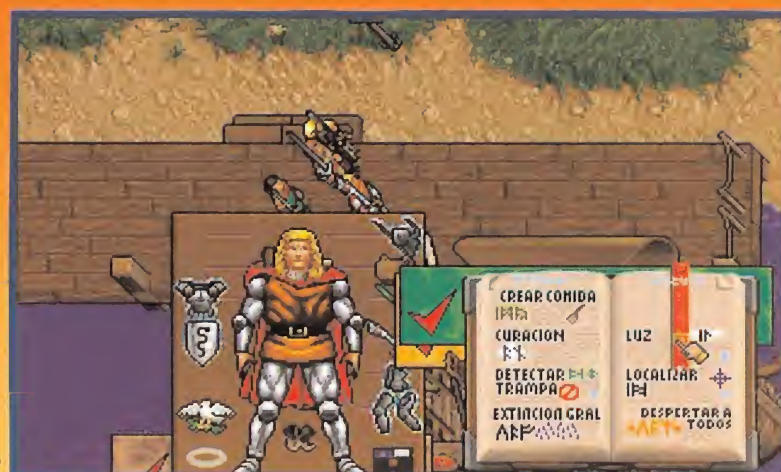 CREAR COMIDA
CURACION
DETECTAR
TRAMPA
EXTINCION GRAL
LUZ
LOCALIZAR
DESPERTAR A
TODOS